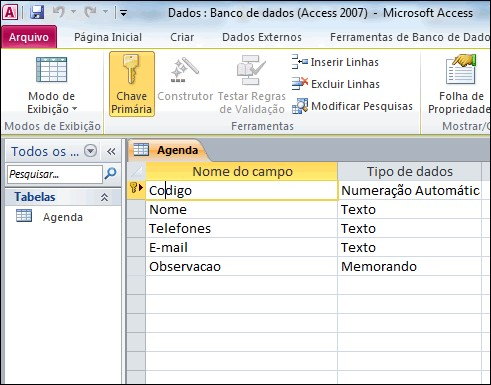 Dados : Banco de dados (Access 2007) - Microsoft Access
Arquivo Página Inicial Criar Dados Externos Ferramentas de Banco de Dado
Modo de Exibição
Chave Primária
Construtor
Testar Regras de Validação
Inserir Linhas
Excluir Linhas
Modificar Pesquisas
Folha de Propriedade
Modos de Exibição Ferramentas Mostrar/O
Todos os ...
Pesquisar...
Tabelas
Agenda
Agenda
Nome do campo Tipo de dados
Codigo Numeração Automátic
Nome Texto
Telefones Texto
E-mail Texto
Observacao Memorando